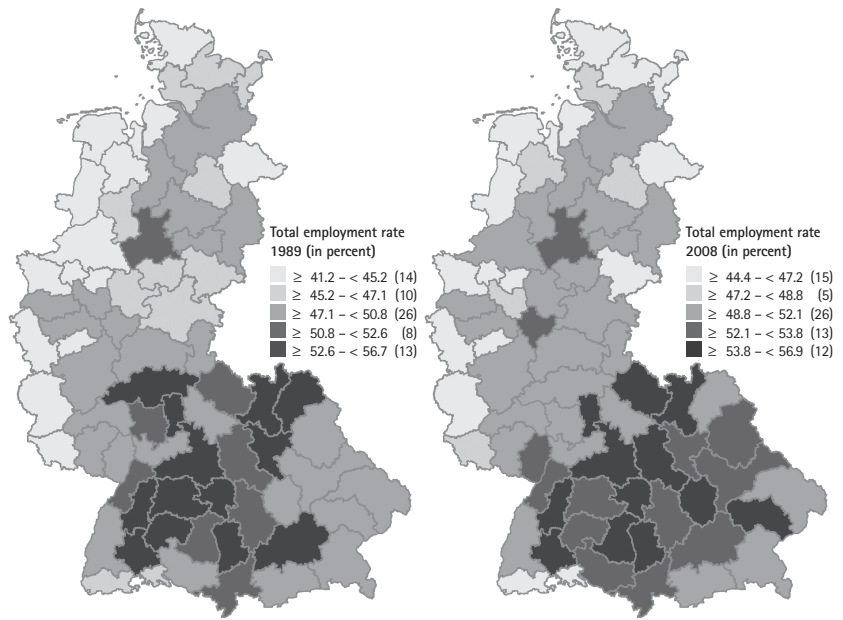 Total employment rate
1989 (in percent)
≥ 41.2 – < 45.2 (14)
≥ 45.2 – < 47.1 (10)
≥ 47.1 – < 50.8 (26)
≥ 50.8 – < 52.6 (8)
≥ 52.6 – < 56.7 (13)
Total employment rate
2008 (in percent)
≥ 44.4 – < 47.2 (15)
≥ 47.2 – < 48.8 (5)
≥ 48.8 – < 52.1 (26)
≥ 52.1 – < 53.8 (13)
≥ 53.8 – < 56.9 (12)